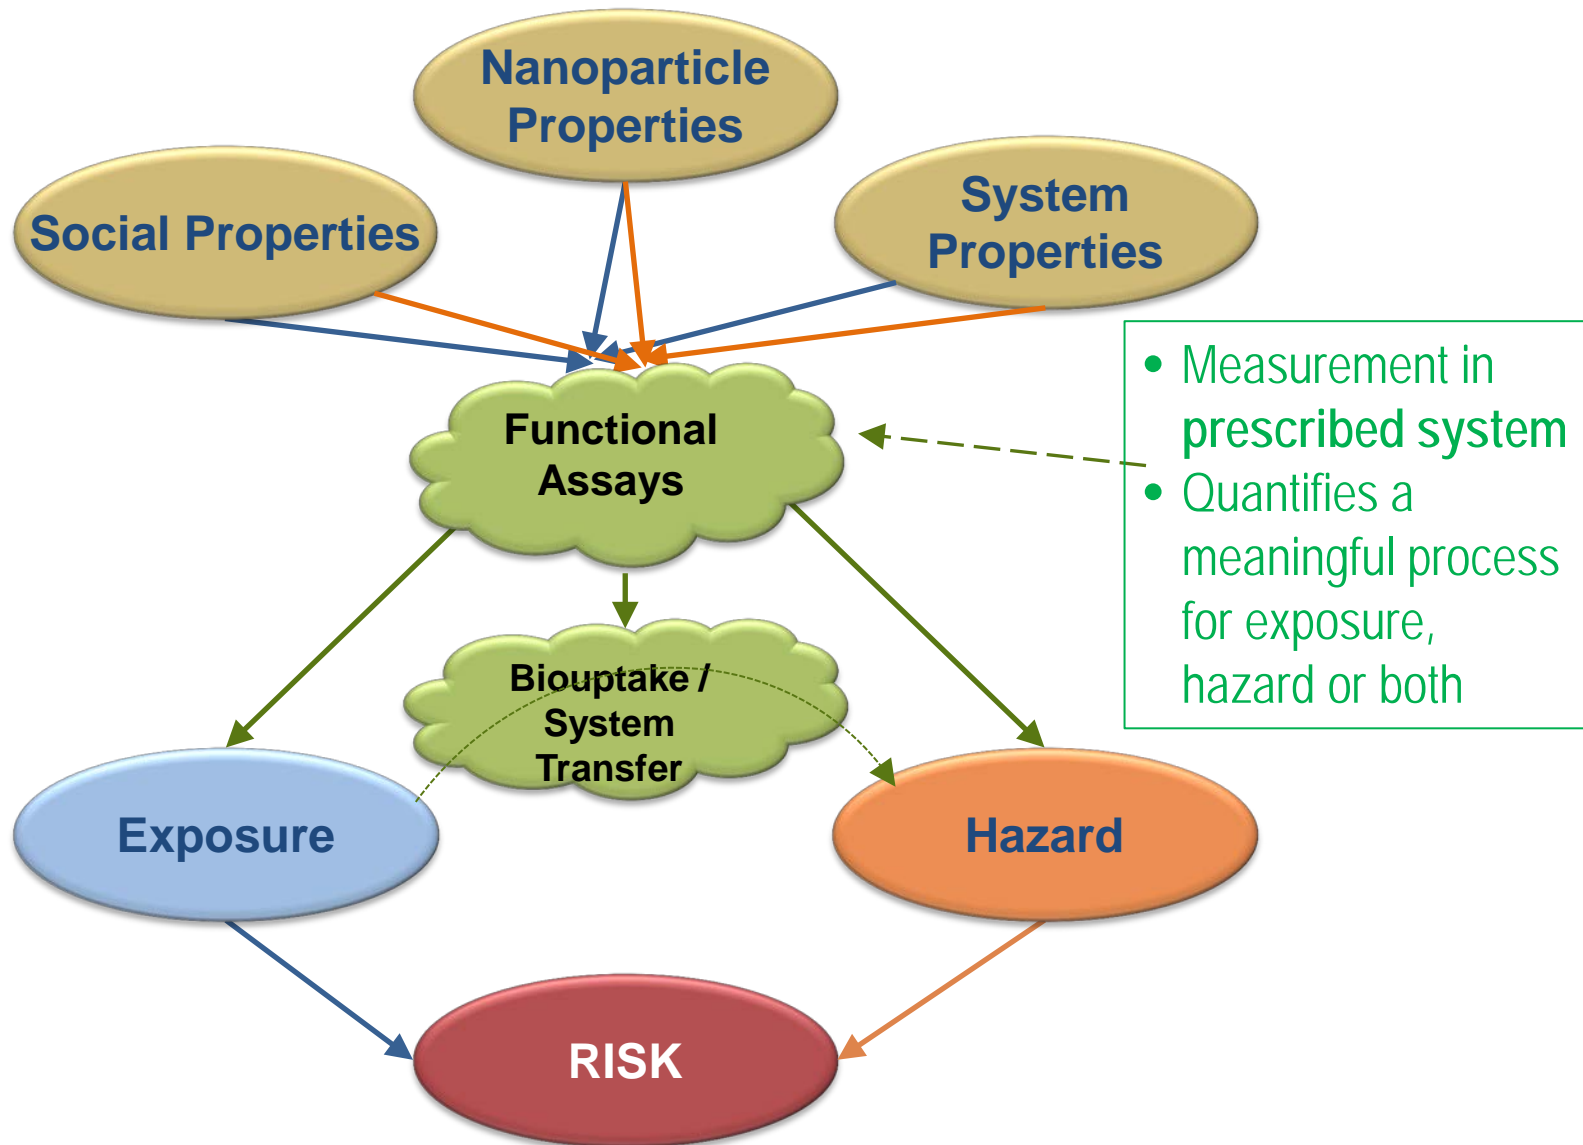 Nanoparticle
Properties
Social Properties
System
Properties
Functional
Assays
• Measurement in
prescribed system
• Quantifies a
meaningful process
for exposure,
hazard or both
Biouptake /
System
Transfer
Exposure
Hazard
RISK